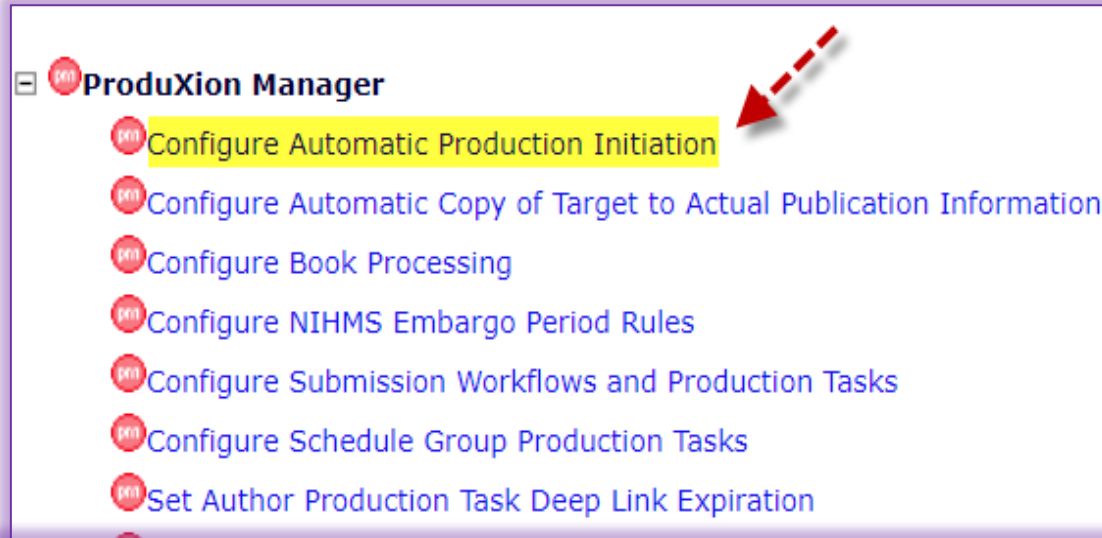 ProduXion Manager
Configure Automatic Production Initiation
Configure Automatic Copy of Target to Actual Publication Information
Configure Book Processing
Configure NIHMS Embargo Period Rules
Configure Submission Workflows and Production Tasks
Configure Schedule Group Production Tasks
Set Author Production Task Deep Link Expiration